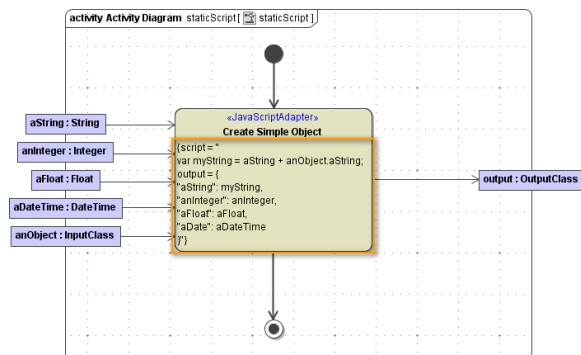 activity Activity Diagram staticScript [ staticScript ]
aString : String
anInteger : Integer
aFloat : Float
aDateTime : DateTime
anObject : InputClass
«JavaScriptAdapter»
Create Simple Object
{script = "
var myString = aString + anObject.aString;
output = {
"aString": myString,
"anInteger": anInteger,
"aFloat": aFloat,
"aDate": aDateTime
}"}
output : OutputClass